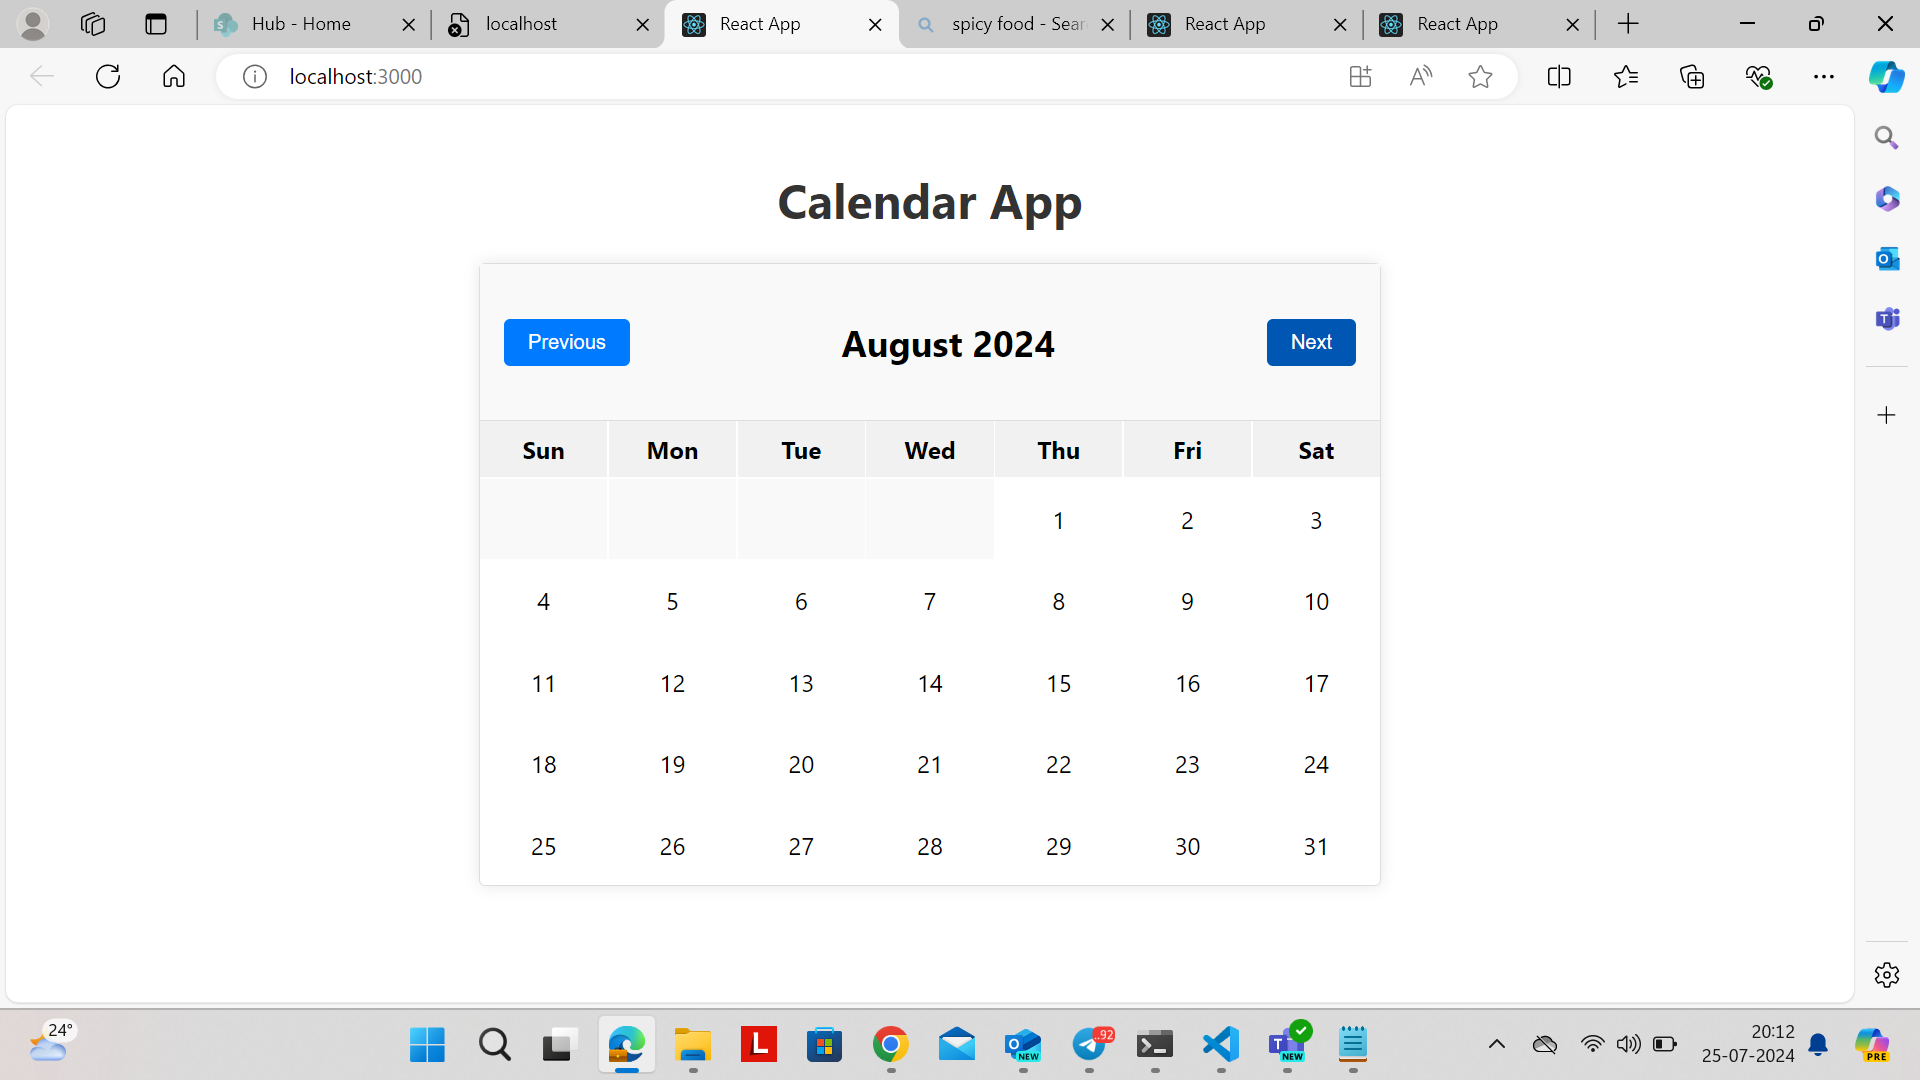 Hub - Home
localhost
React App
spicy food - Sear
React App
React App
localhost:3000
Calendar App
Previous
August 2024
Next
Sun Mon Tue Wed Thu Fri Sat
1 2 3
4 5 6 7 8 9 10
11 12 13 14 15 16 17
18 19 20 21 22 23 24
25 26 27 28 29 30 31
24°
L
NEW
.92
NEW
20:12
25-07-2024
PRE